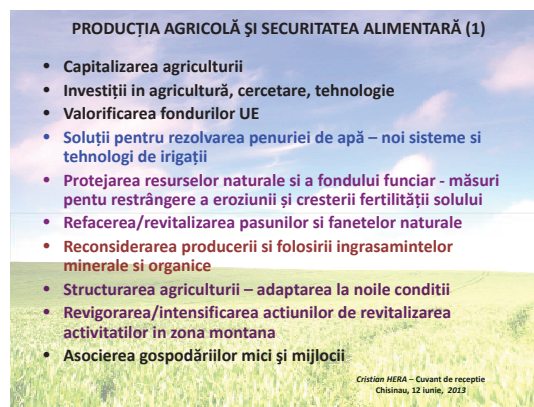 PRODUCȚIA AGRICOLĂ ŞI SECURITATEA ALIMENTARĂ (1)
• Capitalizarea agriculturii
• Investiții in agricultură, cercetare, tehnologie
• Valorificarea fondurilor UE
• Soluții pentru rezolvarea penuriei de apă – noi sisteme si
tehnologi de irigații
• Protejarea resurselor naturale si a fondului funciar - măsuri
pentu restrângere a eroziunii și cresterii fertilității solului
• Refacerea/revitalizarea pasunilor si fanetelor naturale
• Reconsiderarea producerii si folosirii ingrasamintelor
minerale si organice
• Structurarea agriculturii – adaptarea la noile conditii
• Revigorarea/intensificarea actiunilor de revitalizarea
activitatilor in zona montana
• Asocierea gospodăriilor mici şi mijlocii
Cristian HERA – Cuvant de receptie
Chisinau, 12 iunie, 2013